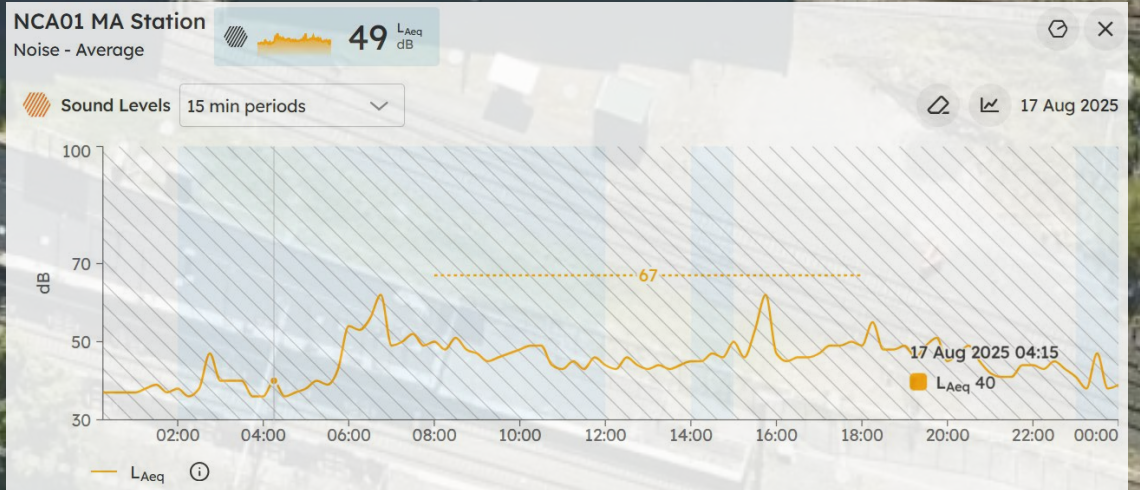 NCA01 MA Station
Noise - Average
49 LAeq dB
Sound Levels 15 min periods 17 Aug 2025
100
70
50
30
dB
67
17 Aug 2025 04:15
LAeq 40
02:00 04:00 06:00 08:00 10:00 12:00 14:00 16:00 18:00 20:00 22:00 00:00
LAeq